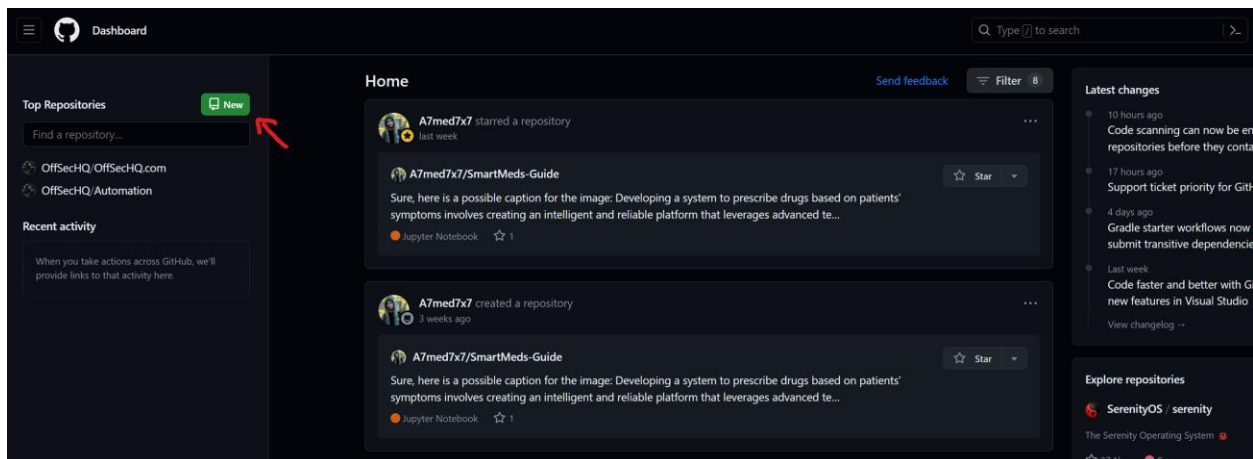 Dashboard
Type / to search
Top Repositories
New
Find a repository...
OffSecHQ/OffSecHQ.com
OffSecHQ/Automation
Recent activity
When you take actions across GitHub, we'll
provide links to that activity here.
Home
Send feedback
Filter 8
A7med7x7 starred a repository
last week
A7med7x7/SmartMeds-Guide
Star
Sure, here is a possible caption for the image: Developing a system to prescribe drugs based on patients'
symptoms involves creating an intelligent and reliable platform that leverages advanced te...
Jupyter Notebook 1
A7med7x7 created a repository
3 weeks ago
A7med7x7/SmartMeds-Guide
Star
Sure, here is a possible caption for the image: Developing a system to prescribe drugs based on patients'
symptoms involves creating an intelligent and reliable platform that leverages advanced te...
Jupyter Notebook 1
Latest changes
10 hours ago
Code scanning can now be en
repositories before they conta
17 hours ago
Support ticket priority for GitH
4 days ago
Gradle starter workflows now
submit transitive dependencie
Last week
Code faster and better with Gi
new features in Visual Studio
View changelog →
Explore repositories
SerenityOS / serenity
The Serenity Operating System